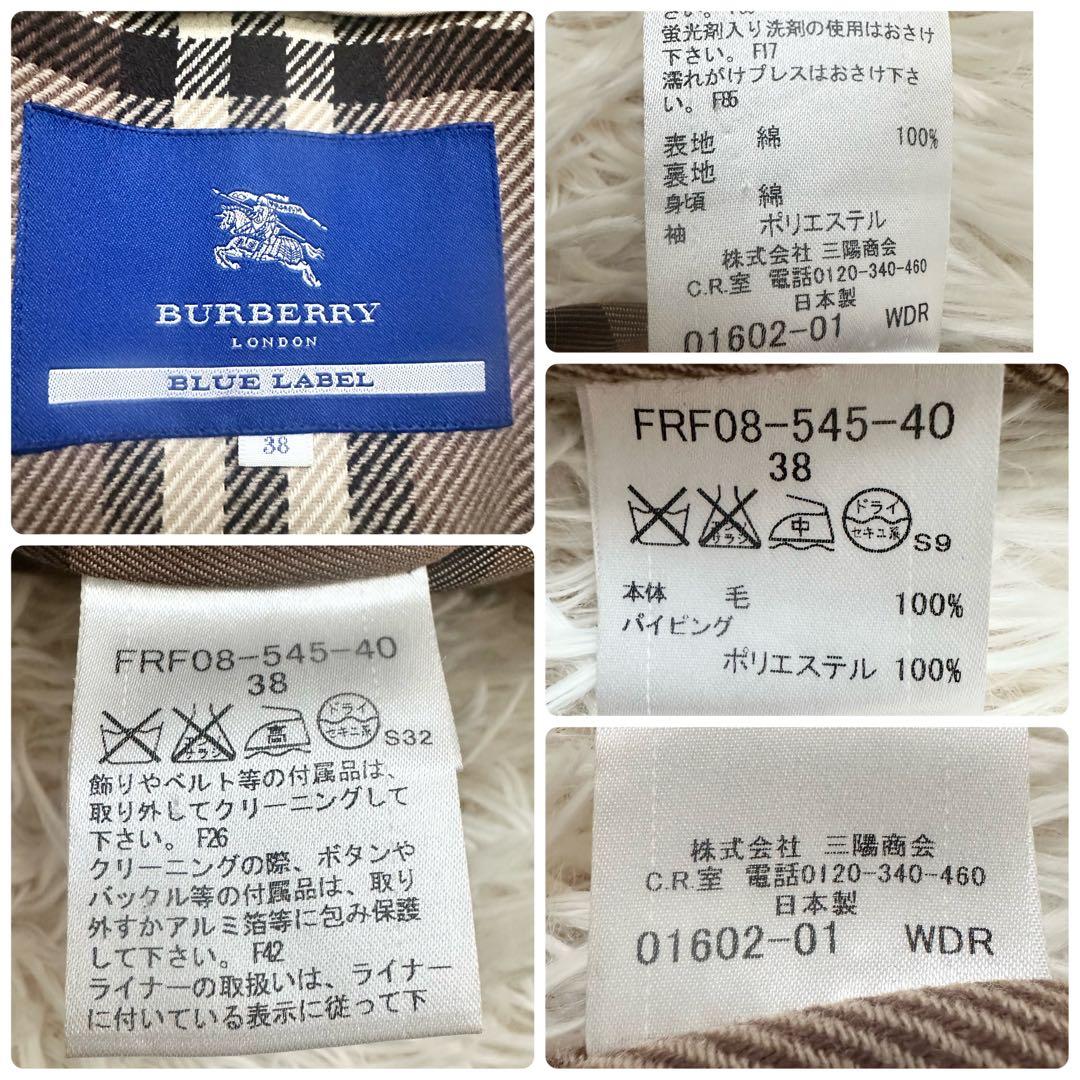 BURBERRY
LONDON
BLUE LABEL
38
蛍光剤入り洗剤の使用はおさけ
下さい。 F17
濡れがけプレスはおさけ下さ
い。 F85
表地 綿 100%
裏地
身頃 綿
袖 ポリエステル
株式会社 三陽商会
C.R.室 電話0120-340-460
日本製
01602-01 WDR
FRF08-545-40
38
中 ドライ セキユ系 S9
本体 毛 100%
パイピング
ポリエステル 100%
FRF08-545-40
38
高 ドライ セキユ系 S32
飾りやベルト等の付属品は、
取り外してクリーニングして
下さい。 F26
クリーニングの際、ボタンや
バックル等の付属品は、取り
外すかアルミ箔等に包み保護
して下さい。 F42
ライナーの取扱いは、ライナー
に付いている表示に従って下
株式会社 三陽商会
C.R.室 電話0120-340-460
日本製
01602-01 WDR